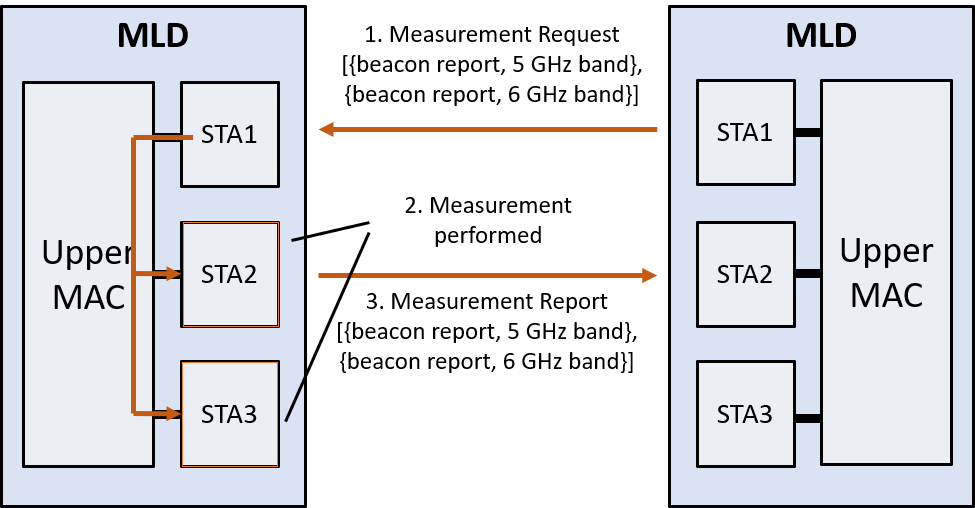 MLD
STA1
STA2
STA3
Upper
MAC
1. Measurement Request
[{beacon report, 5 GHz band},
{beacon report, 6 GHz band}]
2. Measurement
performed
3. Measurement Report
[{beacon report, 5 GHz band},
{beacon report, 6 GHz band}]
MLD
STA1
STA2
STA3
Upper
MAC